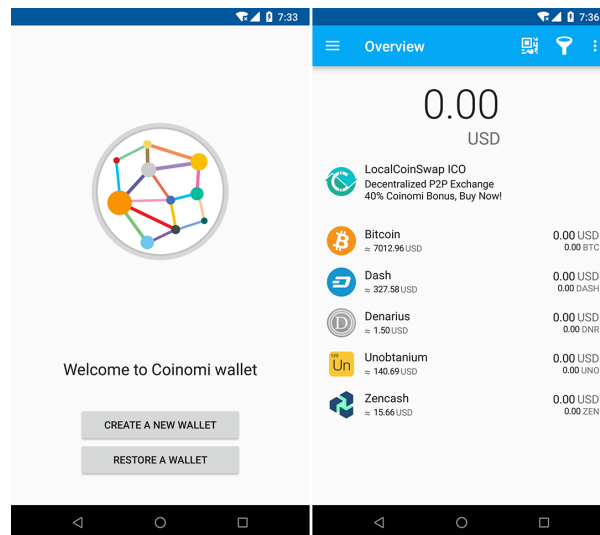 7:33
Welcome to Coinomi wallet
CREATE A NEW WALLET
RESTORE A WALLET
7:36
Overview
0.00
USD
LocalCoinSwap ICO
Decentralized P2P Exchange
40% Coinomi Bonus, Buy Now!
Bitcoin
≈ 7012.96 USD
0.00 USD
0.00 BTC
Dash
≈ 327.58 USD
0.00 USD
0.00 DASH
D
Denarius
≈ 1.50 USD
0.00 USD
0.00 DNR
Un
Unobtanium
≈ 140.69 USD
0.00 USD
0.00 UNO
Zencash
≈ 15.66 USD
0.00 USD
0.00 ZEN